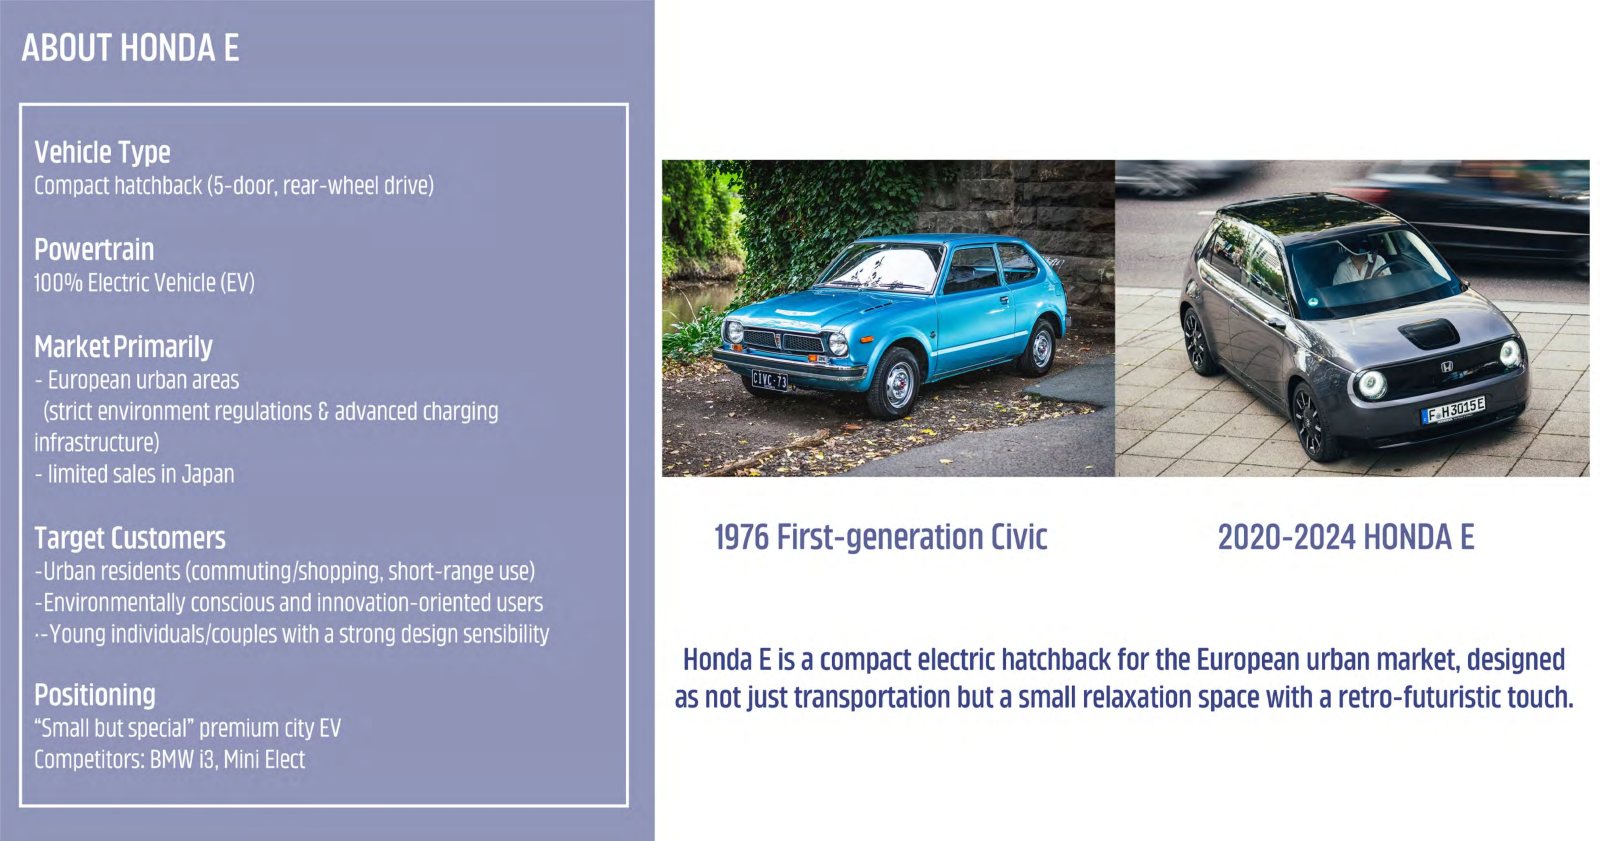 ABOUT HONDA E
Vehicle Type
Compact hatchback (5-door, rear-wheel drive)
Powertrain
100% Electric Vehicle (EV)
Market Primarily
- European urban areas
(strict environment regulations & advanced charging
infrastructure)
- limited sales in Japan
Target Customers
-Urban residents (commuting/shopping, short-range use)
-Environmentally conscious and innovation-oriented users
·-Young individuals/couples with a strong design sensibility
Positioning
“Small but special” premium city EV
Competitors: BMW i3, Mini Elect
CIVC·73
F H3015E
1976 First-generation Civic
2020-2024 HONDA E
Honda E is a compact electric hatchback for the European urban market, designed
as not just transportation but a small relaxation space with a retro-futuristic touch.